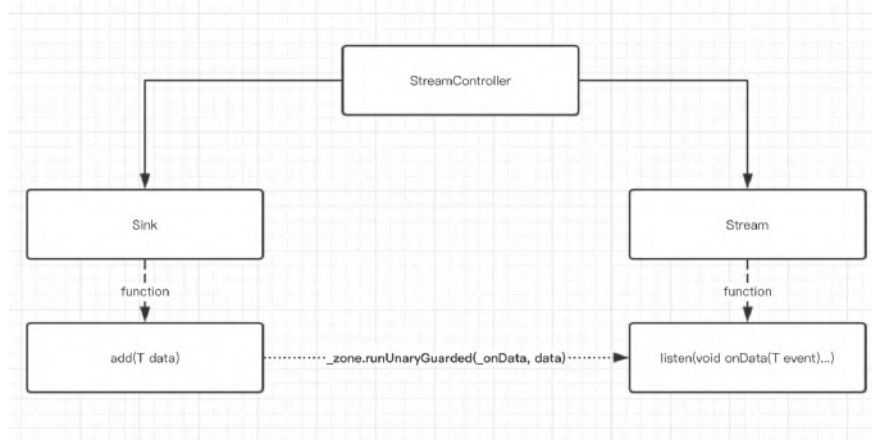 StreamController
Sink
Stream
function
function
add(T data)
_zone.runUnaryGuarded(_onData, data)
listen(void onData(T event)...)